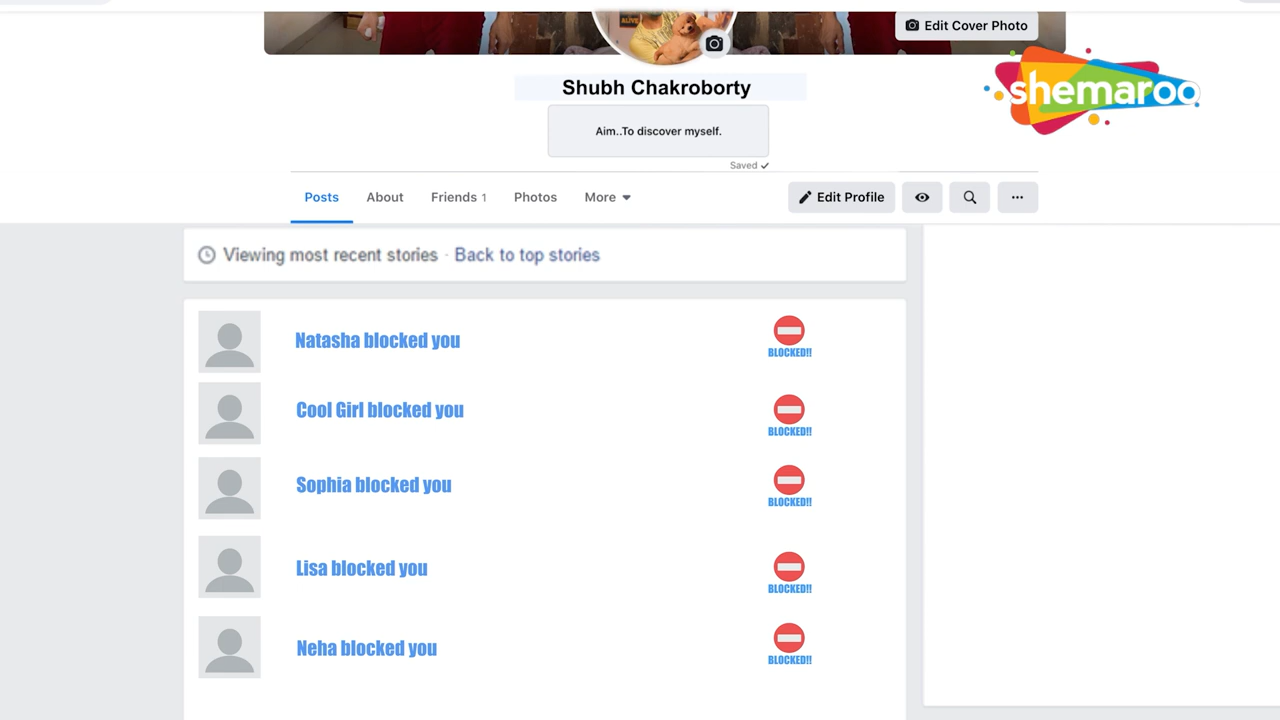 ALIVE
Edit Cover Photo
shemaroo
Shubh Chakroborty
Aim..To discover myself.
Saved
Posts
About
Friends 1
Photos
More
Edit Profile
Viewing most recent stories · Back to top stories
Natasha blocked you
BLOCKED!!
Cool Girl blocked you
BLOCKED!!
Sophia blocked you
BLOCKED!!
Lisa blocked you
BLOCKED!!
Neha blocked you
BLOCKED!!